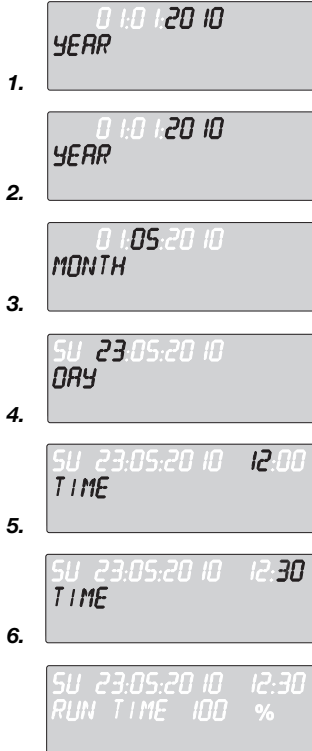 01:01:2010
YEAR
1.
01:01:2010
YEAR
2.
01:05:2010
MONTH
3.
SU 23:05:2010
DAY
4.
SU 23:05:2010 12:00
TIME
5.
SU 23:05:2010 12:30
TIME
6.
SU 23:05:2010 12:30
RUN TIME 100 %